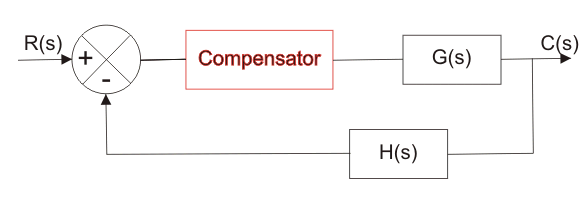 R(s)
+
-
Compensator
G(s)
C(s)
H(s)